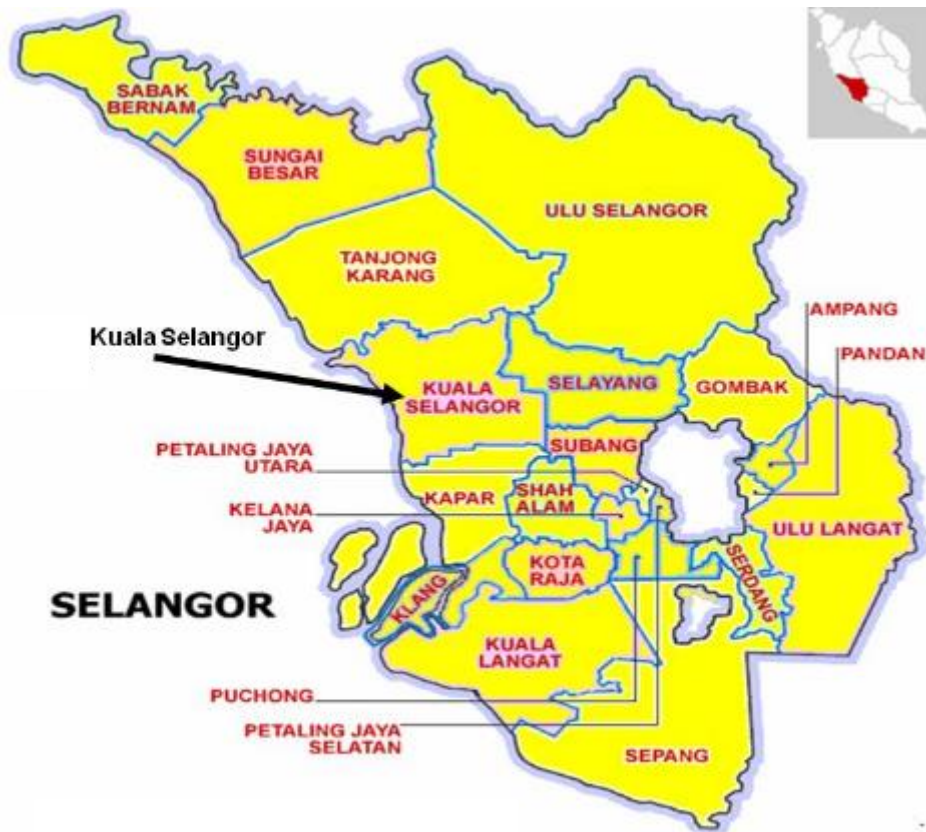 SABAK
BERNAM
SUNGAI
BESAR
ULU SELANGOR
TANJONG
KARANG
AMPANG
Kuala Selangor
PANDAN
KUALA
SELANGOR
SELAYANG
GOMBAK
PETALING JAYA
UTARA
SUBANG
KAPAR
SHAH
ALAM
KELANA
JAYA
ULU LANGAT
KOTA
RAJA
SERDANG
KLANG
SELANGOR
KUALA
LANGAT
PUCHONG
PETALING JAYA
SELATAN
SEPANG